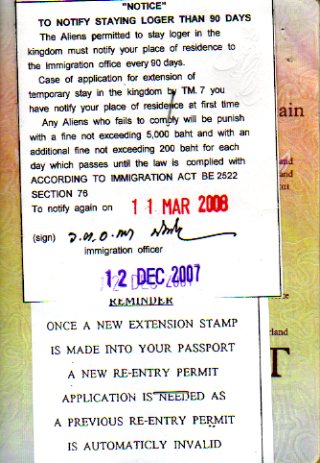 "NOTICE"
TO NOTIFY STAYING LOGER THAN 90 DAYS
The Aliens permitted to stay loger in the
kingdom must notify your place of residence to
the Immigration office every 90 days.
Case of application for extension of
temporary stay in the kingdom by TM. 7 you
have notify your place of residence at first time
Any Aliens who fails to comply will be punish
with a fine not exceeding 5,000 baht and with an
additional fine not exceeding 200 baht for each
day which passes until the law is complied with
ACCORDING TO IMMIGRATION ACT BE 2522
SECTION 76
To notify again on 11 MAR 2008
(sign)
immigration officer
12 DEC 2007
REMINDER
ONCE A NEW EXTENSION STAMP
IS MADE INTO YOUR PASSPORT
A NEW RE-ENTRY PERMIT
APPLICATION IS NEEDED AS
A PREVIOUS RE-ENTRY PERMIT
IS AUTOMATICLY INVALID
ain
and
and
land
T